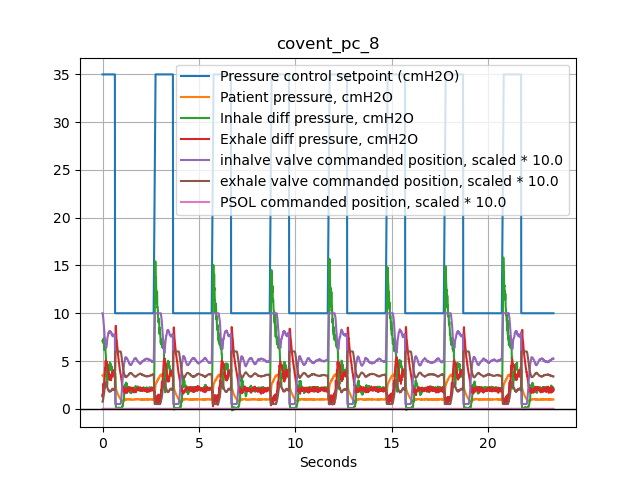 covent_pc_8
35
30
25
20
15
10
5
0
Pressure control setpoint (cmH2O)
Patient pressure, cmH2O
Inhale diff pressure, cmH2O
Exhale diff pressure, cmH2O
inhalve valve commanded position, scaled * 10.0
exhale valve commanded position, scaled * 10.0
PSOL commanded position, scaled * 10.0
0 5 10 15 20
Seconds